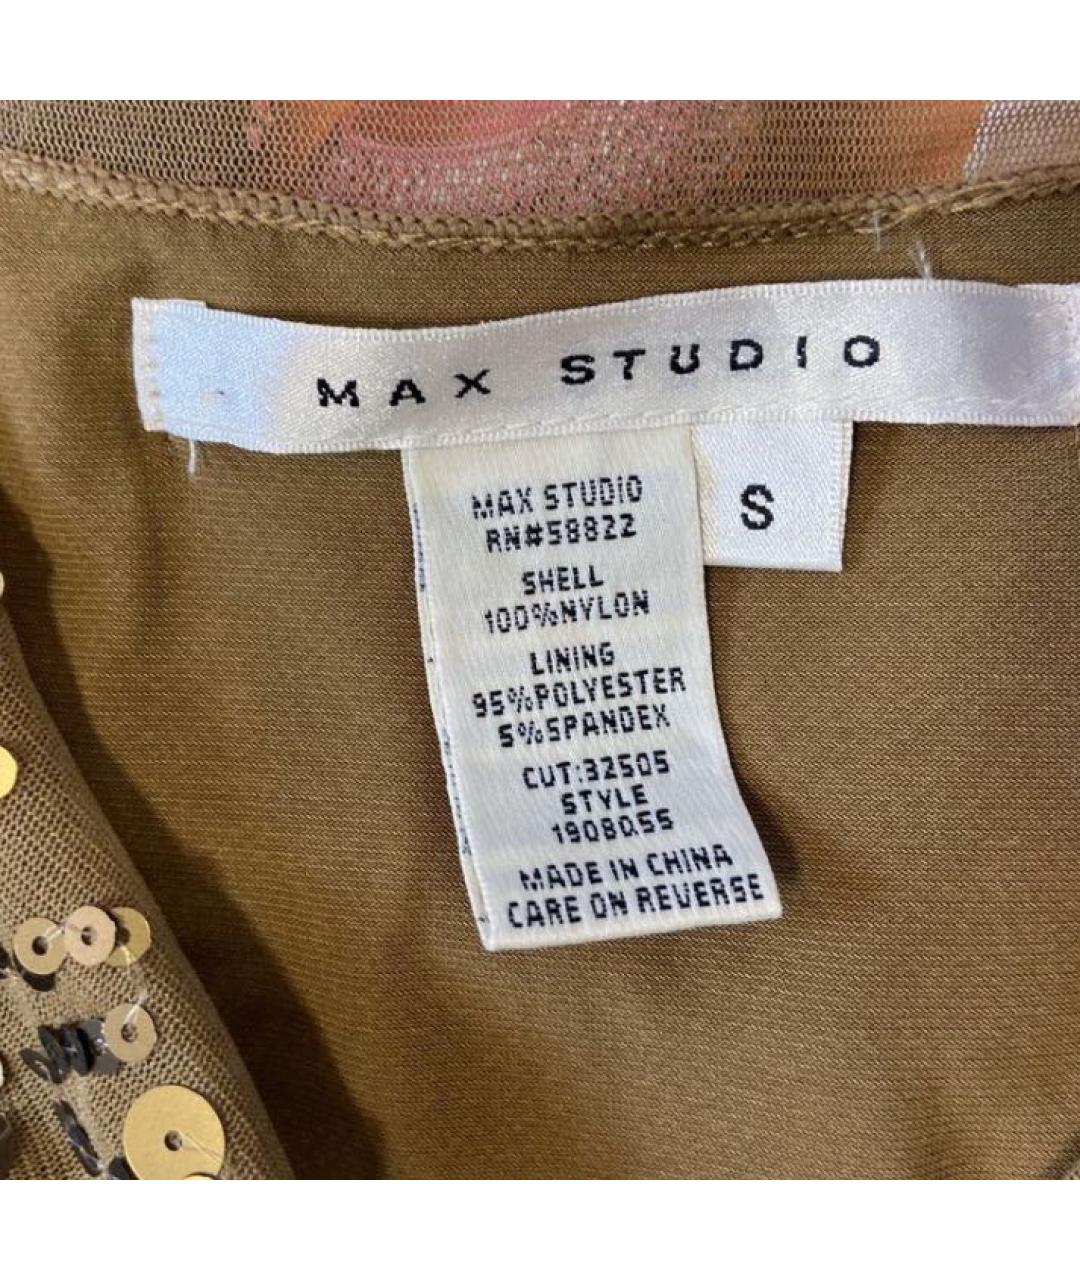 MAX STUDIO
S
MAX STUDIO
RN#58822
SHELL
100%NYLON
LINING
95%POLYESTER
5%SPANDEX
CUT:32505
STYLE
1908Q55
MADE IN CHINA
CARE ON REVERSE